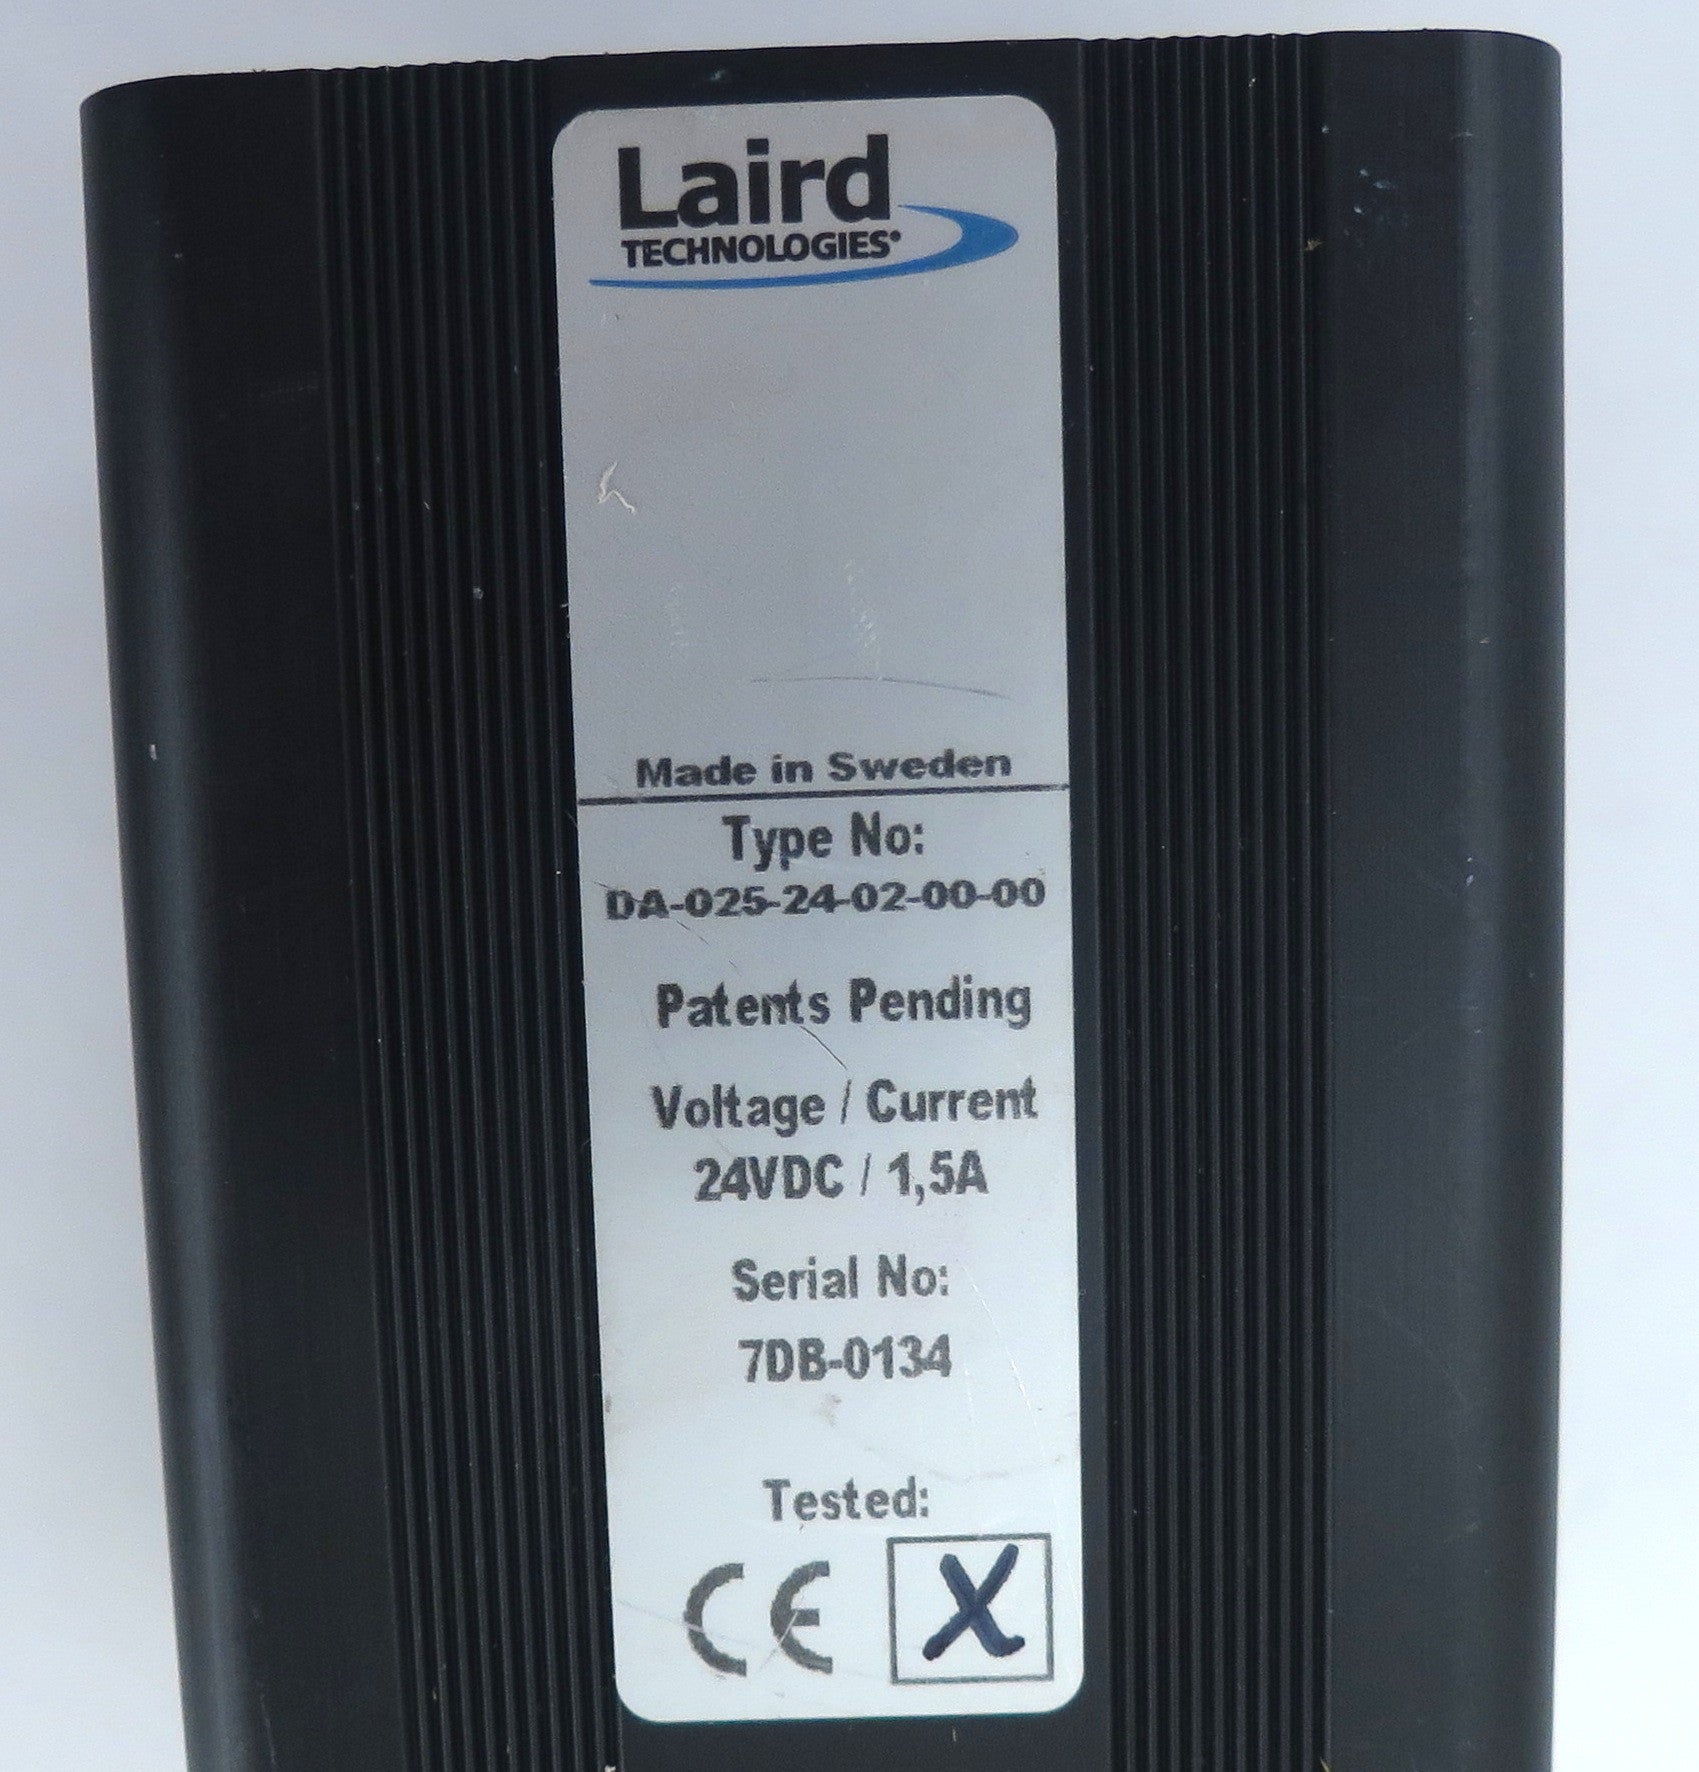 Laird
TECHNOLOGIES
Made in Sweden
Type No:
DA-025-24-02-00-00
Patents Pending
Voltage / Current
24VDC / 1,5A
Serial No:
7DB-0134
Tested:
CE X